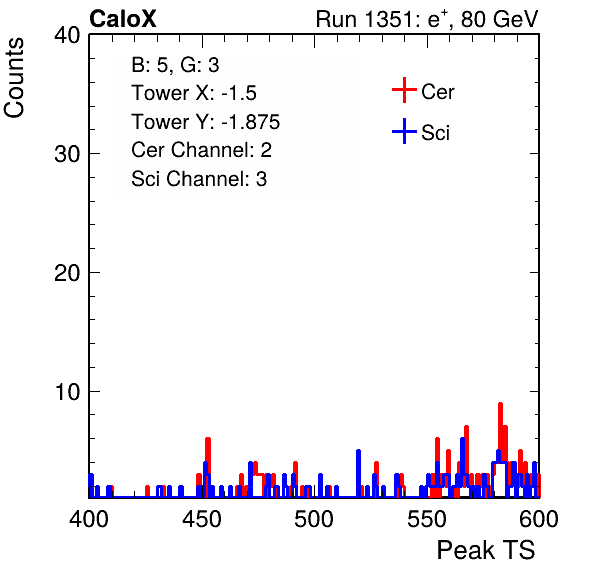 CaloX Run 1351: e⁺, 80 GeV
Counts
B: 5, G: 3
Tower X: -1.5
Tower Y: -1.875
Cer Channel: 2
Sci Channel: 3
Cer
Sci
40
30
20
10
400 450 500 550 600
Peak TS